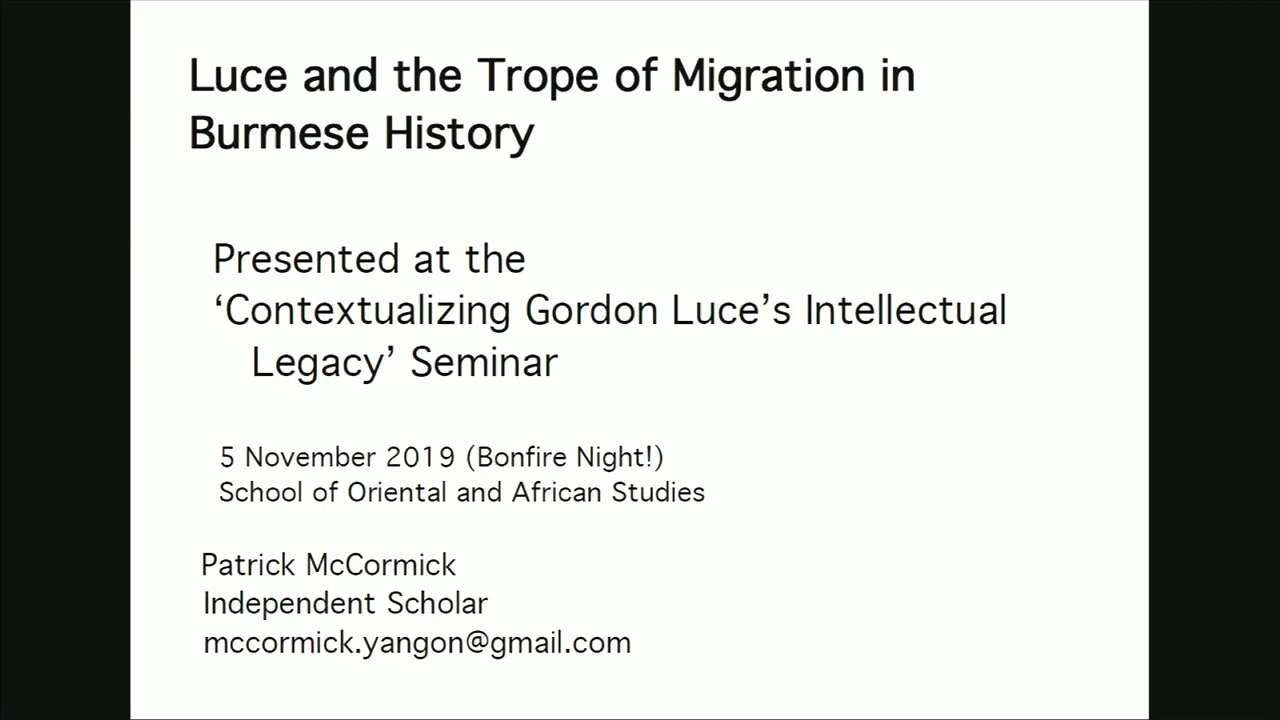 Luce and the Trope of Migration in
Burmese History
Presented at the
‘Contextualizing Gordon Luce’s Intellectual
Legacy’ Seminar
5 November 2019 (Bonfire Night!)
School of Oriental and African Studies
Patrick McCormick
Independent Scholar
mccormick.yangon@gmail.com